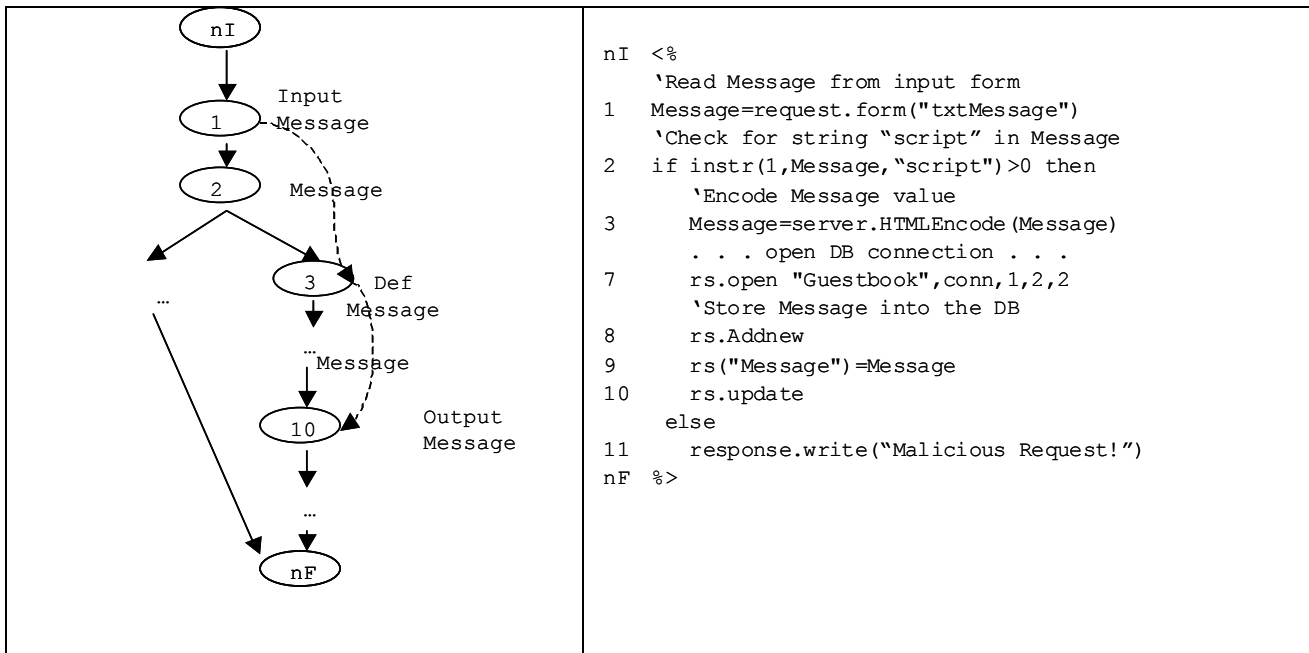 nI
1
Input
Message
2
Message
3
Def
Message
…
…
Message
10
Output
Message
…
nF
nI <%
‘Read Message from input form
1 Message=request.form("txtMessage")
‘Check for string “script” in Message
2 if instr(1,Message,“script")>0 then
‘Encode Message value
3 Message=server.HTMLEncode(Message)
. . . open DB connection . . .
7 rs.open "Guestbook",conn,1,2,2
‘Store Message into the DB
8 rs.Addnew
9 rs("Message")=Message
10 rs.update
else
11 response.write(“Malicious Request!”)
nF %>